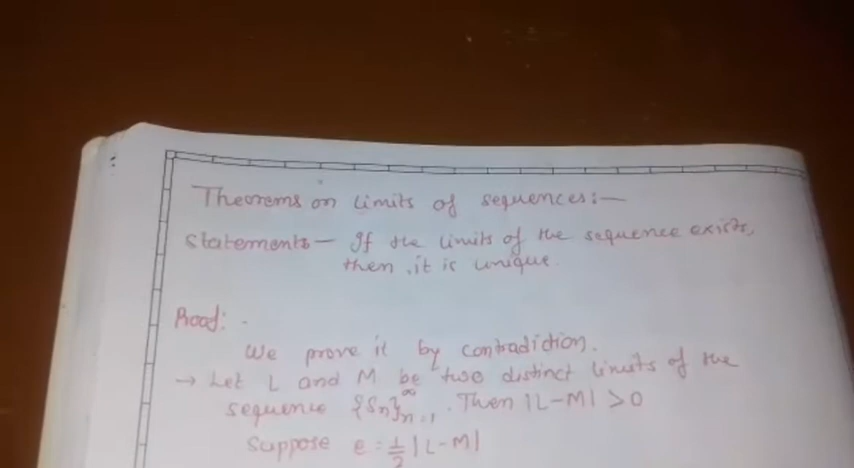 Theorems on limits of sequences:—
Statement:— If the limits of the sequence exists,
then, it is unique.
Proof:-
We prove it by contradiction.
→ Let L and M be two distinct limits of the
sequence {Sn}∞n=1. Then |L-M| >0
Suppose e = 1/2 |L-M|